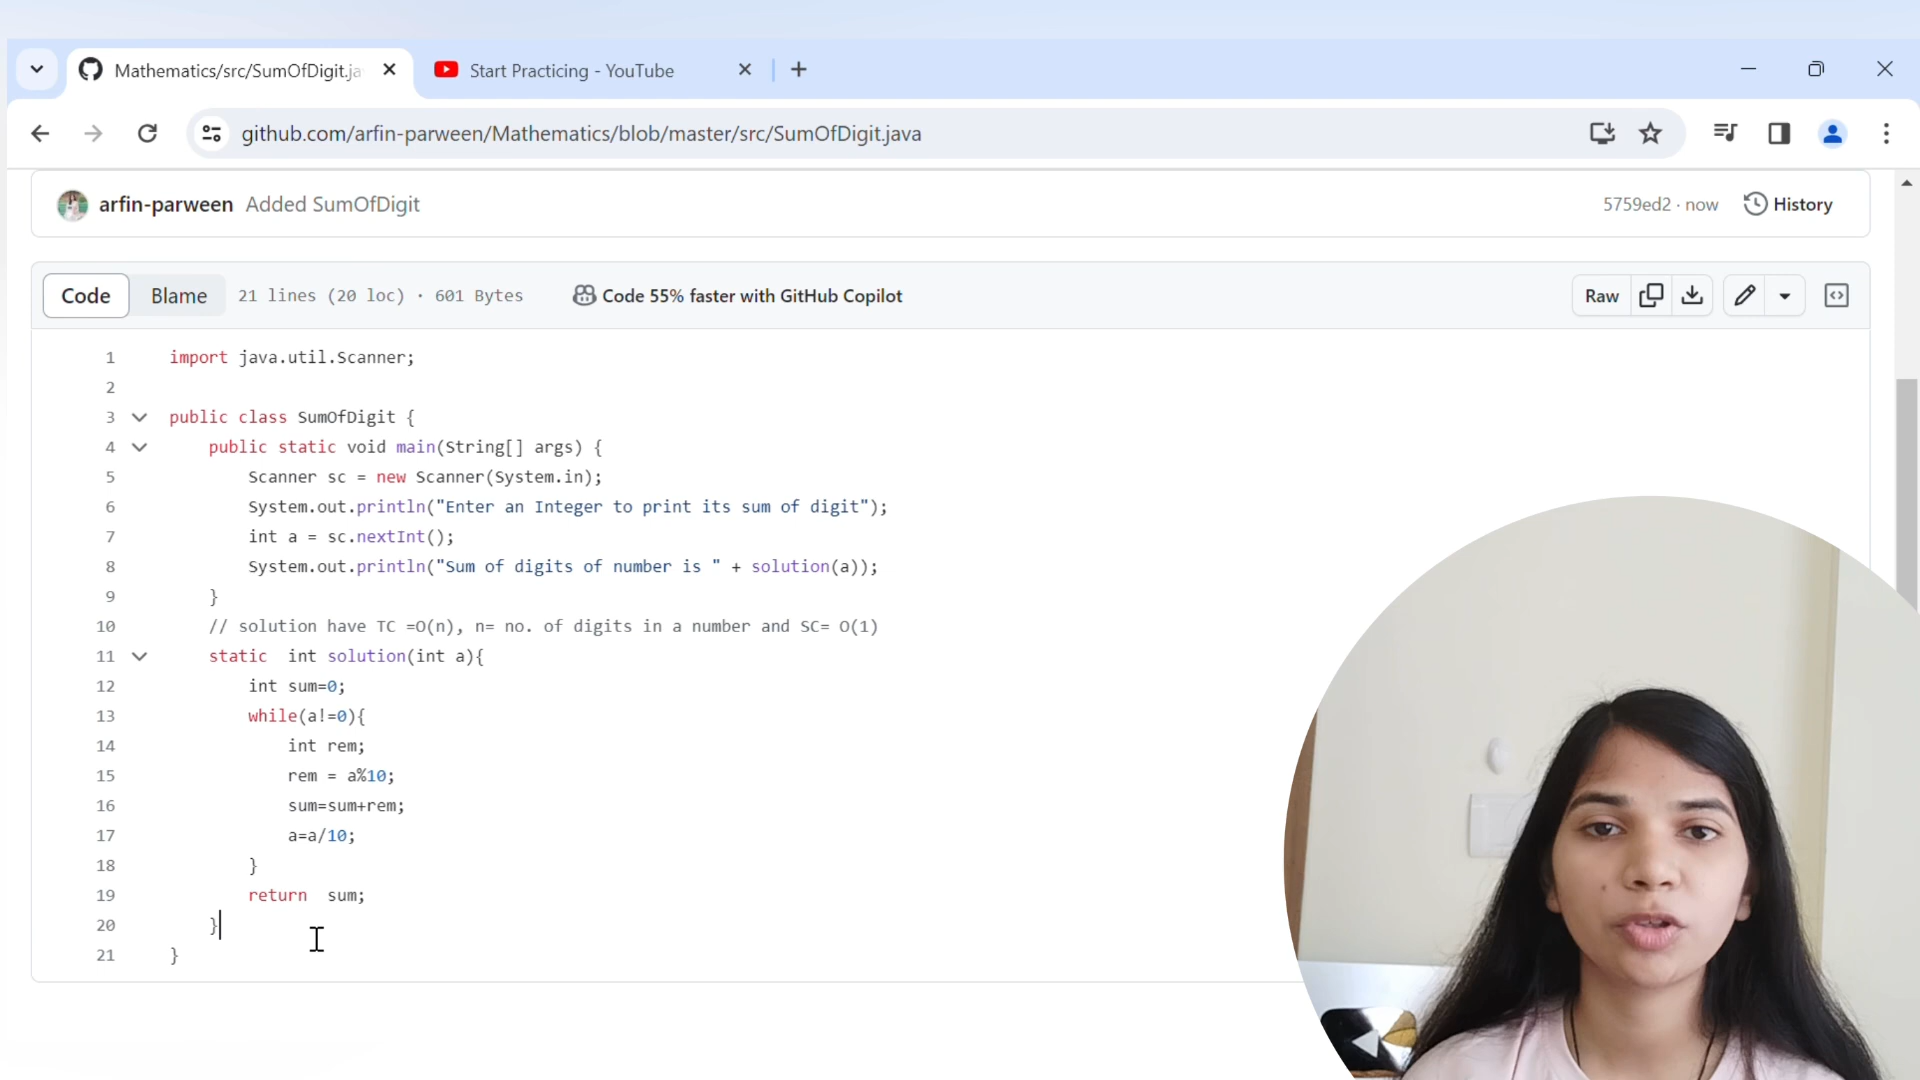 Mathematics/src/SumOfDigit.ja
Start Practicing - YouTube
github.com/arfin-parween/Mathematics/blob/master/src/SumOfDigit.java
arfin-parween Added SumOfDigit 5759ed2 · now History
Code Blame 21 lines (20 loc) · 601 Bytes Code 55% faster with GitHub Copilot Raw
1 import java.util.Scanner;
2
3 public class SumOfDigit {
4 public static void main(String[] args) {
5 Scanner sc = new Scanner(System.in);
6 System.out.println("Enter an Integer to print its sum of digit");
7 int a = sc.nextInt();
8 System.out.println("Sum of digits of number is " + solution(a));
9 }
10 // solution have TC =O(n), n= no. of digits in a number and SC= O(1)
11 static  int solution(int a){
12 int sum=0;
13 while(a!=0){
14 int rem;
15 rem = a%10;
16 sum=sum+rem;
17 a=a/10;
18 }
19 return  sum;
20 }
21 }